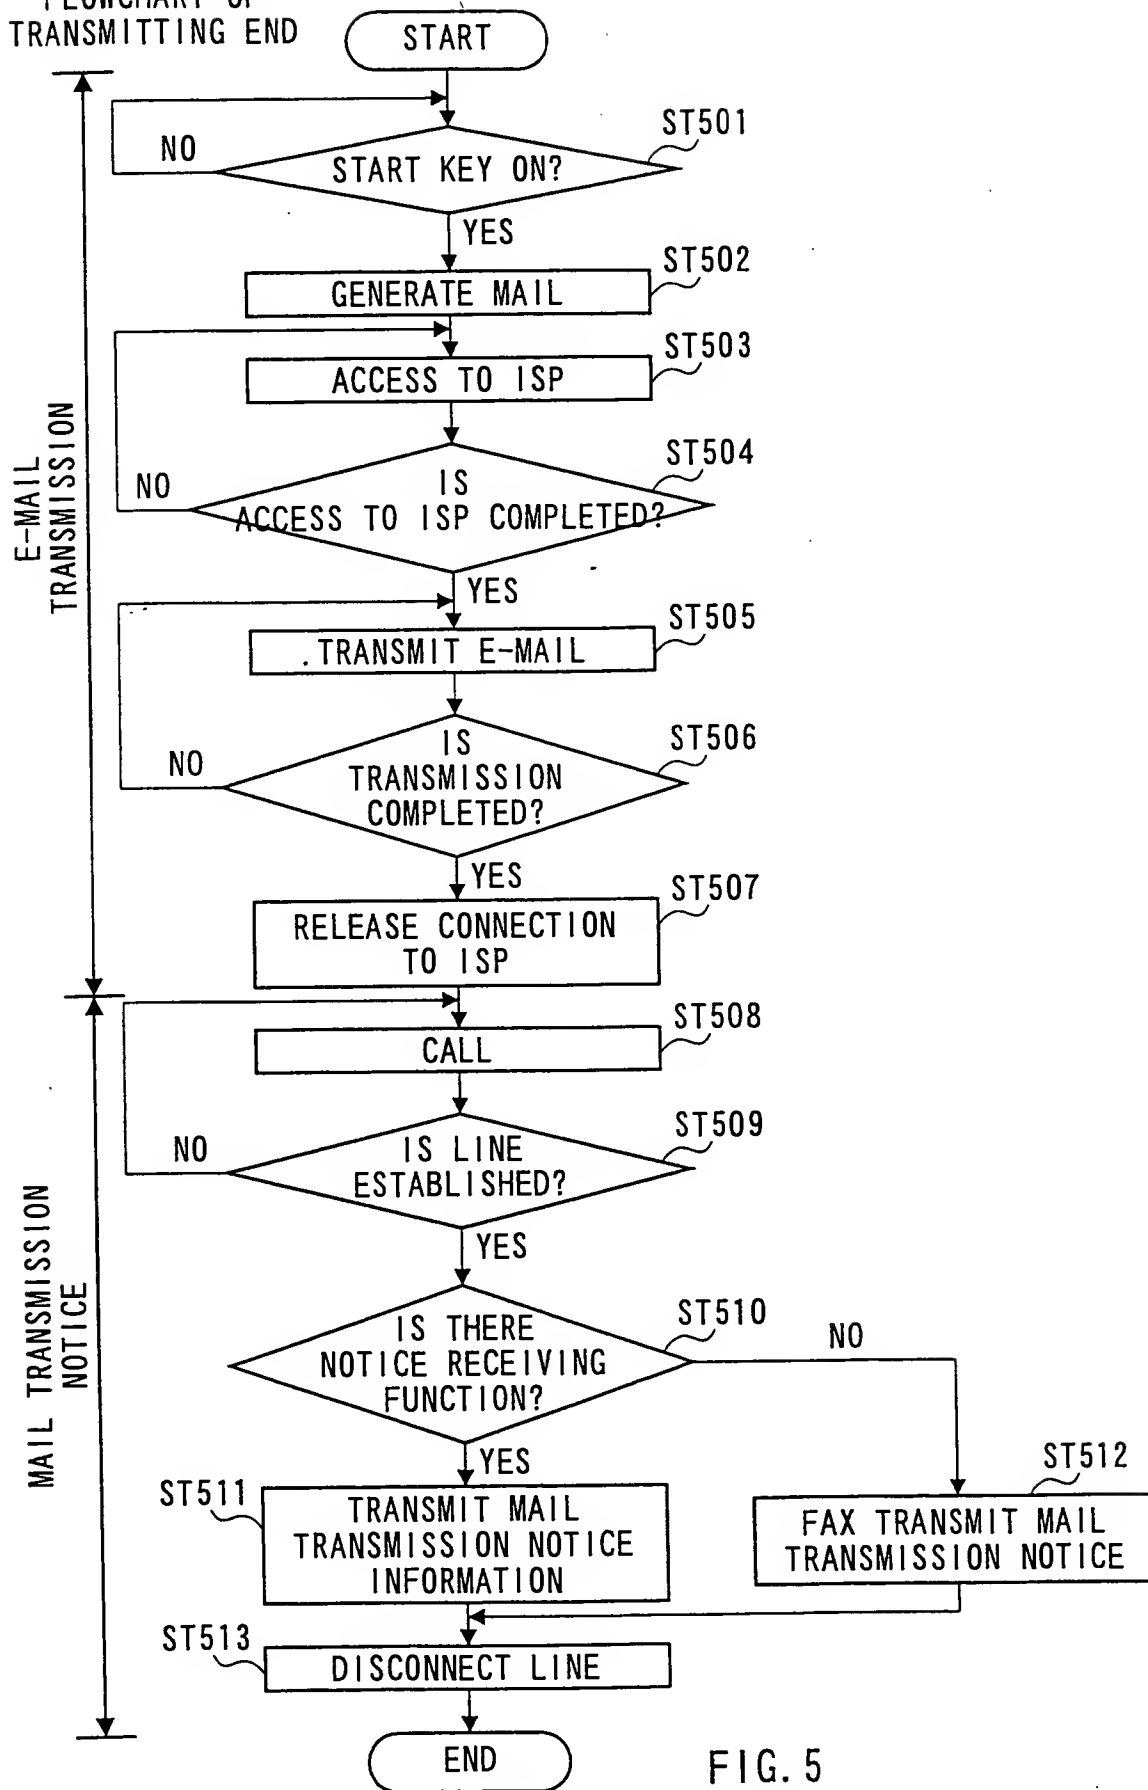 FLOWCHART OF
TRANSMITTING END
START
ST501
NO
START KEY ON?
YES
ST502
GENERATE MAIL
ST503
ACCESS TO ISP
ST504
NO
IS
ACCESS TO ISP COMPLETED?
YES
ST505
TRANSMIT E-MAIL
ST506
NO
IS
TRANSMISSION
COMPLETED?
YES
ST507
RELEASE CONNECTION
TO ISP
E-MAIL
TRANSMISSION
ST508
CALL
ST509
NO
IS LINE
ESTABLISHED?
YES
ST510
IS THERE
NOTICE RECEIVING
FUNCTION?
NO
YES
ST511
TRANSMIT MAIL
TRANSMISSION NOTICE
INFORMATION
ST512
FAX TRANSMIT MAIL
TRANSMISSION NOTICE
ST513
DISCONNECT LINE
MAIL TRANSMISSION
NOTICE
END
FIG. 5